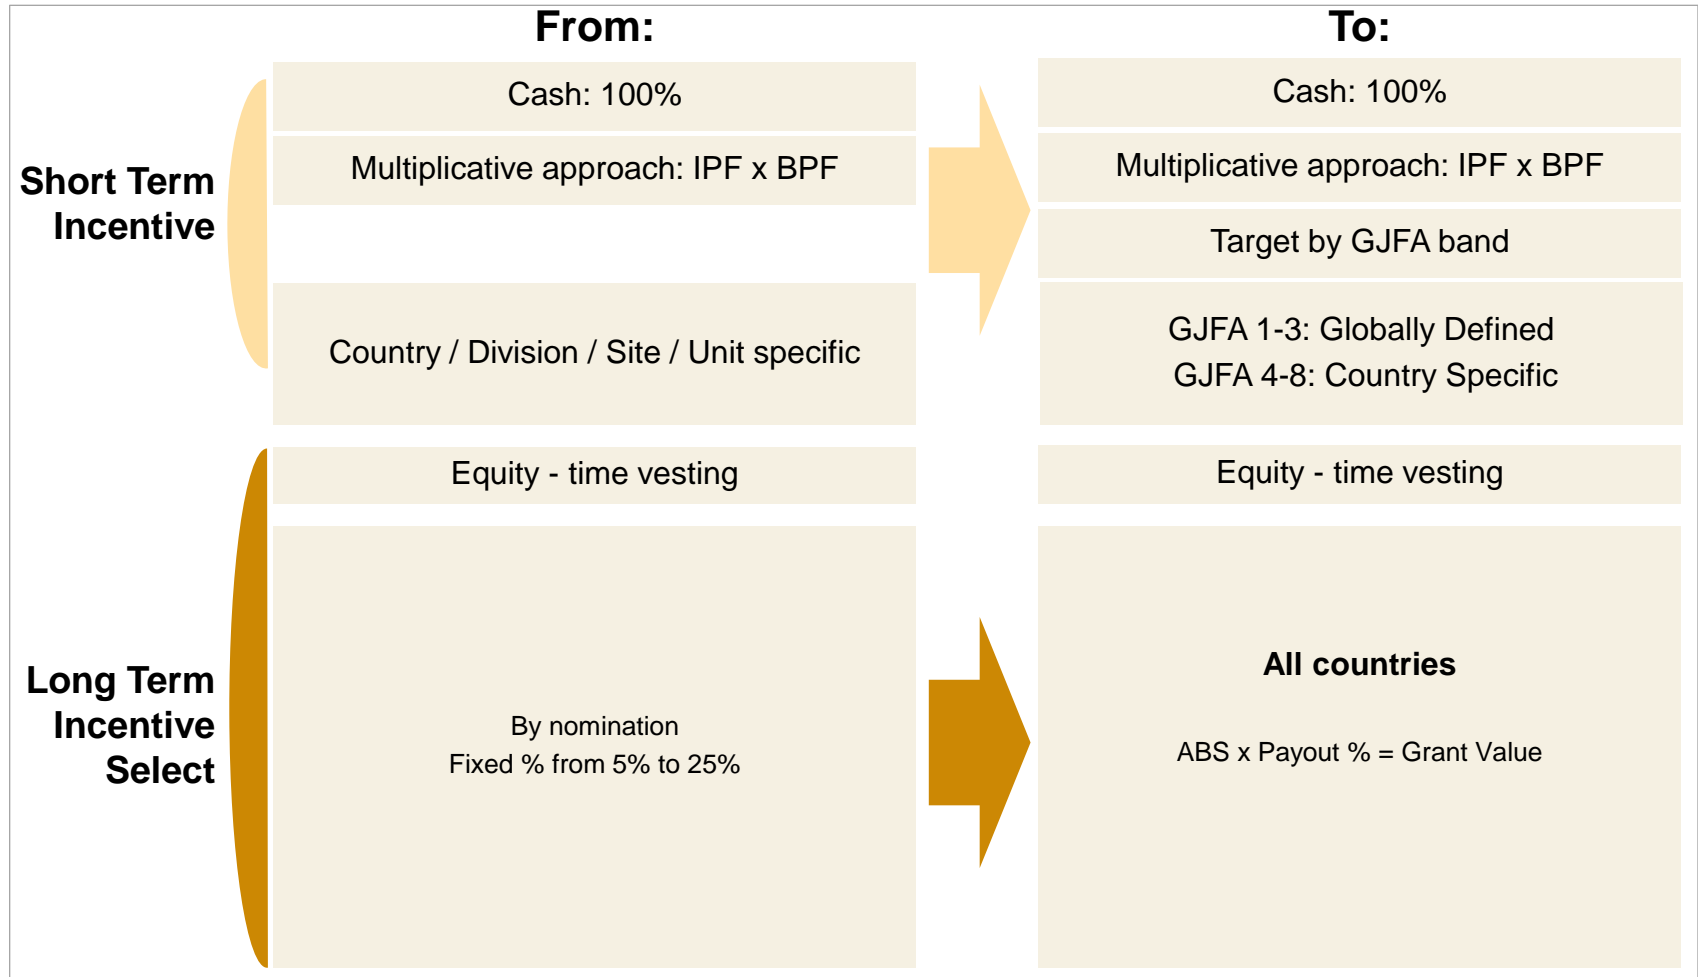 From:
To:
Short Term
Incentive
Cash: 100%
Multiplicative approach: IPF x BPF
Country / Division / Site / Unit specific
Cash: 100%
Multiplicative approach: IPF x BPF
Target by GJFA band
GJFA 1-3: Globally Defined
GJFA 4-8: Country Specific
Long Term
Incentive
Select
Equity - time vesting
By nomination
Fixed % from 5% to 25%
Equity - time vesting
All countries
ABS x Payout % = Grant Value